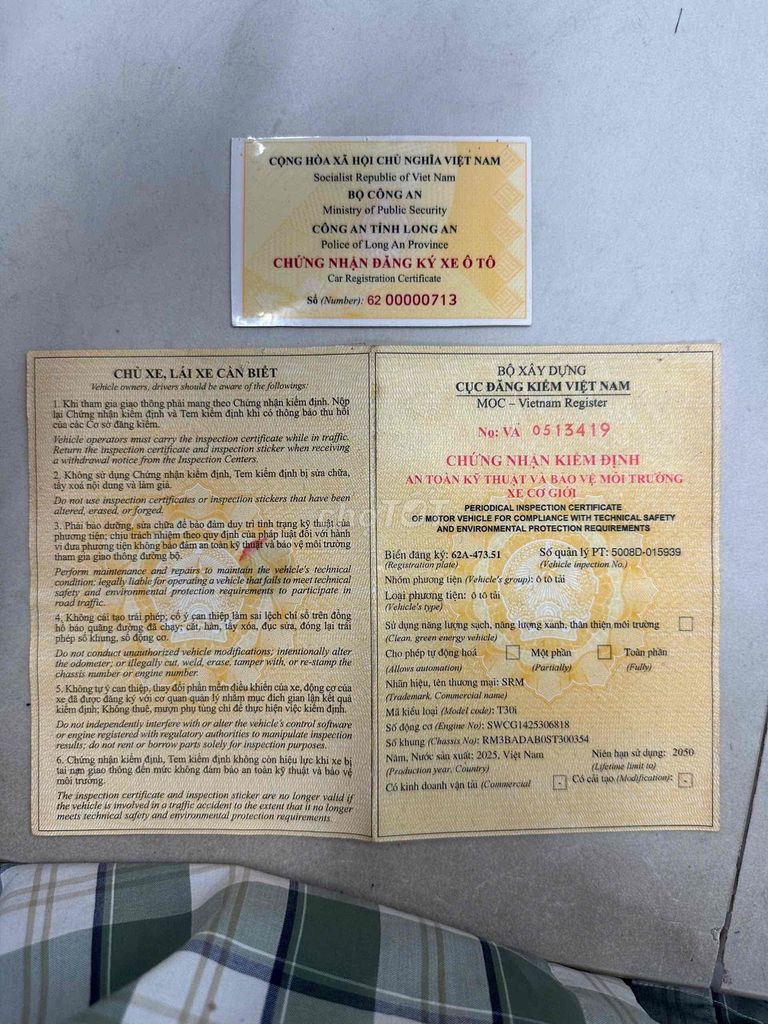 CỘNG HÒA XÃ HỘI CHỦ NGHĨA VIỆT NAM
Socialist Republic of Viet Nam
BỘ CÔNG AN
Ministry of Public Security
CÔNG AN TỈNH LONG AN
Police of Long An Province
CHỨNG NHẬN ĐĂNG KÝ XE Ô TÔ
Car Registration Certificate
Số (Number): 62 00000713
CHỦ XE, LÁI XE CẦN BIẾT
Vehicle owners, drivers should be aware of the followings:
1. Khi tham gia giao thông phải mang theo Chứng nhận kiểm định. Nộp
lại Chứng nhận kiểm định và Tem kiểm định khi có thông báo thu hồi
của các Cơ sở đăng kiểm.
Vehicle operators must carry the inspection certificate while in traffic.
Return the inspection certificate and inspection sticker when receiving
a withdrawal notice from the Inspection Centers.
2. Không sử dụng Chứng nhận kiểm định, Tem kiểm định bị sửa chữa,
tẩy xoá nội dung và làm giả.
Do not use inspection certificates or inspection stickers that have been
altered, erased, or forged.
3. Phải bảo dưỡng, sửa chữa để bảo đảm duy trì tình trạng kỹ thuật của
phương tiện; chịu trách nhiệm theo quy định của pháp luật đối với hành
vi đưa phương tiện không bảo đảm an toàn kỹ thuật và bảo vệ môi trường
tham gia giao thông đường bộ.
Perform maintenance and repairs to maintain the vehicle's technical
condition; legally liable for operating a vehicle that fails to meet technical
safety and environmental protection requirements to participate in
road traffic.
4. Không cải tạo trái phép; cố ý can thiệp làm sai lệch chỉ số trên đồng
hồ báo quãng đường đã chạy; cắt, hàn, tẩy xóa, đục sửa, đóng lại trái
phép số khung, số động cơ.
Do not conduct unauthorized vehicle modifications; intentionally alter
the odometer; or illegally cut, weld, erase, tamper with, or re-stamp the
chassis number or engine number.
5. Không tự ý can thiệp, thay đổi phần mềm điều khiển của xe, động cơ của
xe đã được đăng ký với cơ quan quản lý nhằm mục đích gian lận kết quả
kiểm định; Không thuê, mượn phụ tùng chỉ để thực hiện việc kiểm định.
Do not independently interfere with or alter the vehicle's control software
or engine registered with regulatory authorities to manipulate inspection
results; do not rent or borrow parts solely for inspection purposes.
6. Chứng nhận kiểm định, Tem kiểm định không còn hiệu lực khi xe bị
tai nạn giao thông đến mức không đảm bảo an toàn kỹ thuật và bảo vệ
môi trường.
The inspection certificate and inspection sticker are no longer valid if
the vehicle is involved in a traffic accident to the extent that it no longer
meets technical safety and environmental protection requirements.
BỘ XÂY DỰNG
CỤC ĐĂNG KIỂM VIỆT NAM
MOC – Vietnam Register
No: VA 0513419
CHỨNG NHẬN KIỂM ĐỊNH
AN TOÀN KỸ THUẬT VÀ BẢO VỆ MÔI TRƯỜNG
XE CƠ GIỚI
PERIODICAL INSPECTION CERTIFICATE
OF MOTOR VEHICLE FOR COMPLIANCE WITH TECHNICAL SAFETY
AND ENVIRONMENTAL PROTECTION REQUIREMENTS
Biển đăng ký: 62A-473.51 Số quản lý PT: 5008D-015939
(Registration plate) (Vehicle inpection No.)
Nhóm phương tiện (Vehicle's group): ô tô tải
Loại phương tiện: ô tô tải
(Vehicle's type)
Sử dụng năng lượng sạch, năng lượng xanh, thân thiện môi trường
(Clean, green energy vehicle)
Cho phép tự động hoá Một phần Toàn phần
(Allows automation) (Partially) (Fully)
Nhãn hiệu, tên thương mại: SRM
(Trademark, Commercial name)
Mã kiểu loại (Model code): T30i
Số động cơ (Engine No): SWCG1425306818
Số khung (Chassis No): RM3BADAB0ST300354
Năm, Nước sản xuất: 2025, Việt Nam Niên hạn sử dụng: 2050
(Production year, Country) (Lifetime limit to)
Có kinh doanh vận tải (Commercial Có cải tạo (Modification):